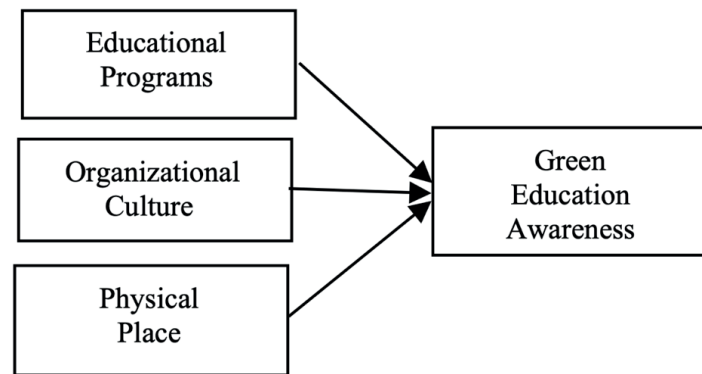 Educational
Programs
Organizational
Culture
Physical
Place
Green
Education
Awareness